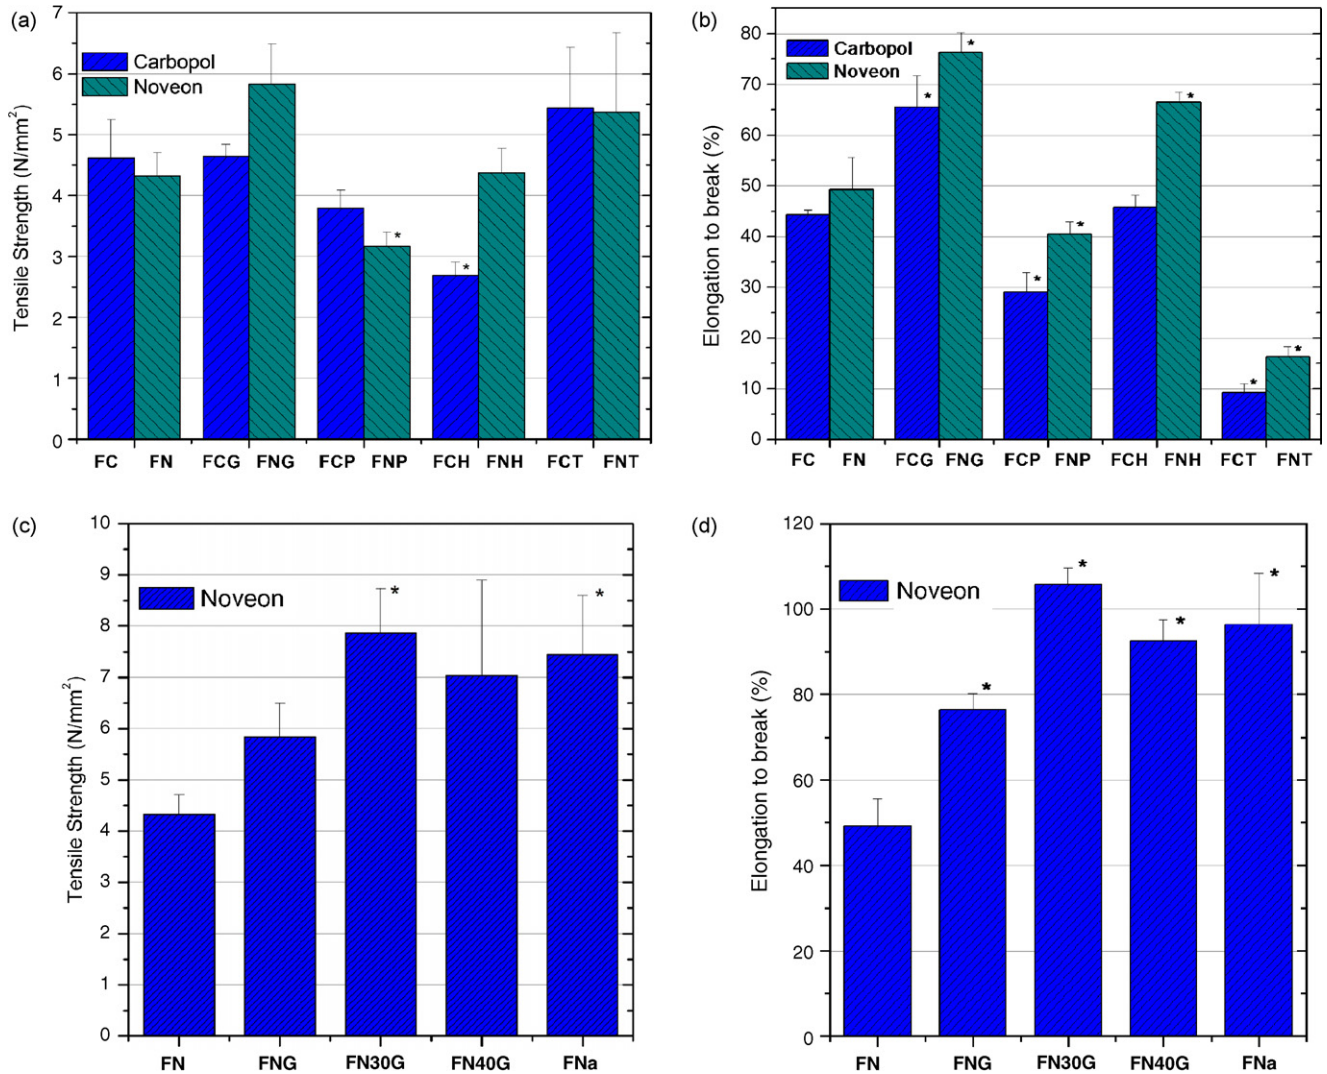 (a)
7
6
5
4
3
2
1
0
Tensile Strength (N/mm²)
Carbopol
Noveon
*
*
FC FN FCG FNG FCP FNP FCH FNH FCT FNT
(b)
80
70
60
50
40
30
20
10
0
Elongation to break (%)
Carbopol
Noveon
*
*
*
*
*
*
*
FC FN FCG FNG FCP FNP FCH FNH FCT FNT
(c)
10
9
8
7
6
5
4
3
2
1
0
Tensile Strength (N/mm²)
Noveon
*
*
FN FNG FN30G FN40G FNa
(d)
120
100
80
60
40
20
0
Elongation to break (%)
Noveon
*
*
*
*
FN FNG FN30G FN40G FNa